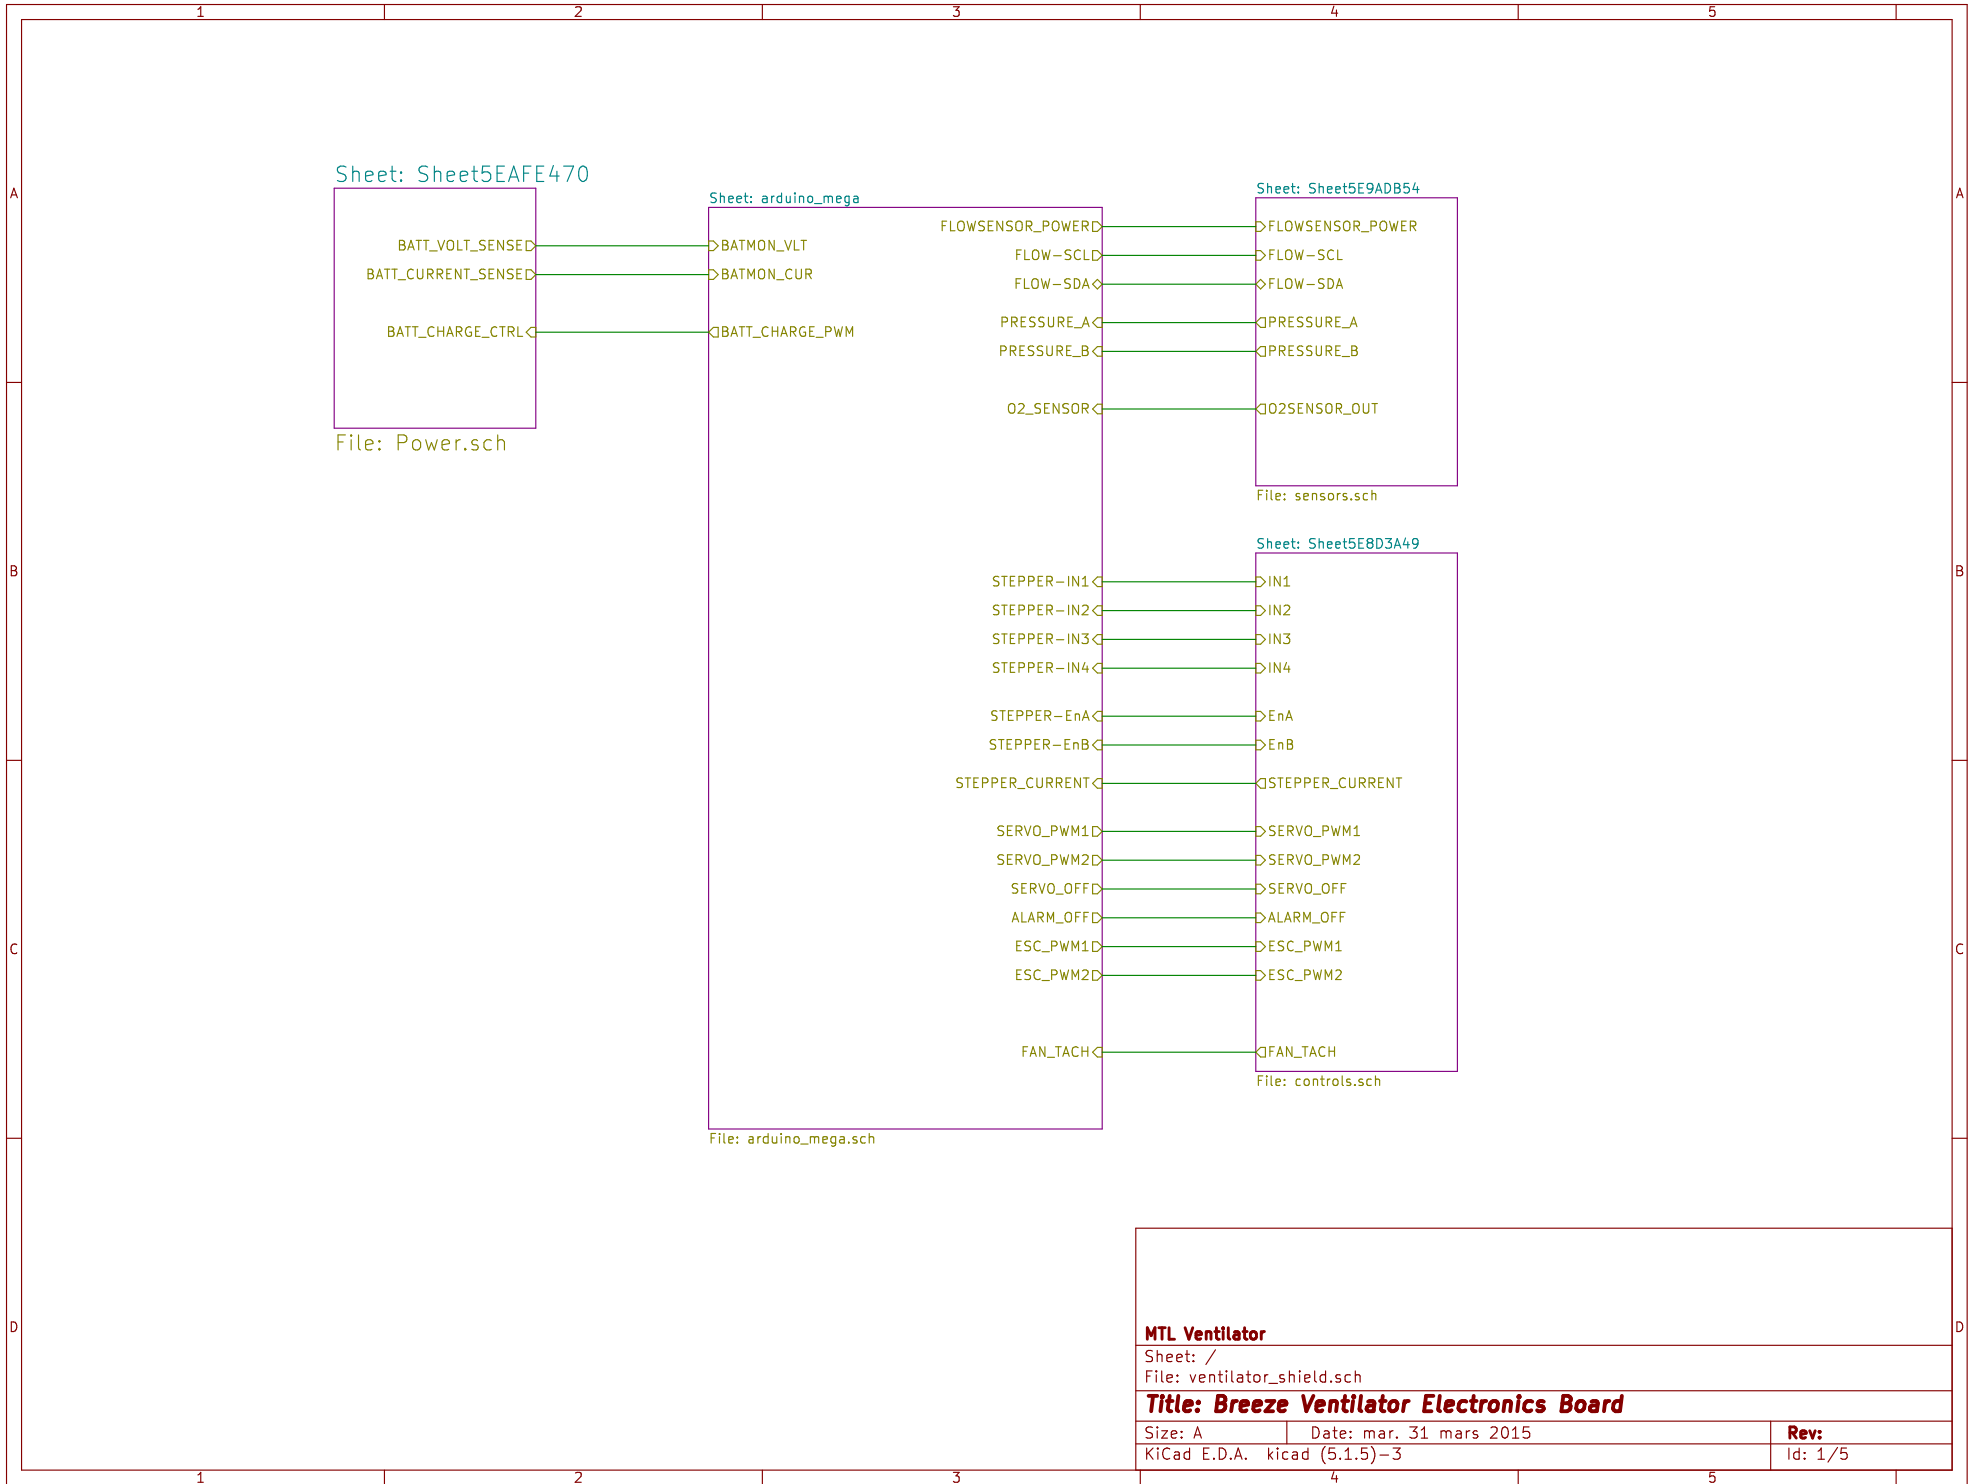 1 2 3 4 5
A A
B B
C C
D D
Sheet: Sheet5EAFE470
BATT_VOLT_SENSE
BATT_CURRENT_SENSE
BATT_CHARGE_CTRL
File: Power.sch
Sheet: arduino_mega
BATMON_VLT
BATMON_CUR
BATT_CHARGE_PWM
FLOWSENSOR_POWER
FLOW-SCL
FLOW-SDA
PRESSURE_A
PRESSURE_B
O2_SENSOR
STEPPER-IN1
STEPPER-IN2
STEPPER-IN3
STEPPER-IN4
STEPPER-EnA
STEPPER-EnB
STEPPER_CURRENT
SERVO_PWM1
SERVO_PWM2
SERVO_OFF
ALARM_OFF
ESC_PWM1
ESC_PWM2
FAN_TACH
File: arduino_mega.sch
Sheet: Sheet5E9ADB54
FLOWSENSOR_POWER
FLOW-SCL
FLOW-SDA
PRESSURE_A
PRESSURE_B
O2SENSOR_OUT
File: sensors.sch
Sheet: Sheet5E8D3A49
IN1
IN2
IN3
IN4
EnA
EnB
STEPPER_CURRENT
SERVO_PWM1
SERVO_PWM2
SERVO_OFF
ALARM_OFF
ESC_PWM1
ESC_PWM2
FAN_TACH
File: controls.sch
MTL Ventilator
Sheet: /
File: ventilator_shield.sch
Title: Breeze Ventilator Electronics Board
Size: A Date: mar. 31 mars 2015 Rev:
KiCad E.D.A. kicad (5.1.5)-3 Id: 1/5
1 2 3 4 5